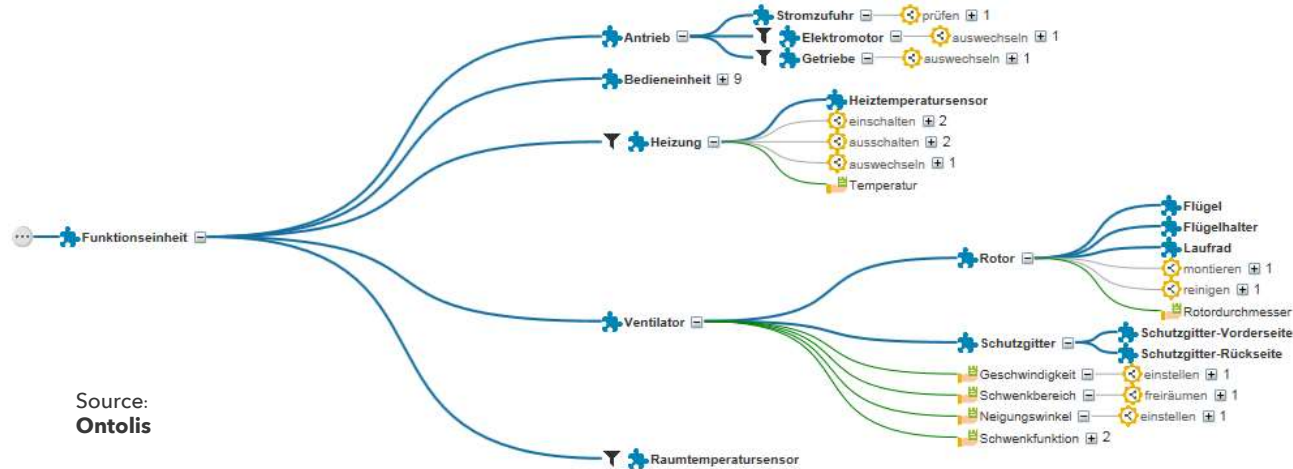 Stromzufuhr prüfen 1
Antrieb Elektromotor auswechseln 1
Getriebe auswechseln 1
Bedieneinheit 9
Heiztemperatursensor
einschalten 2
Heizung ausschalten 2
auswechseln 1
Temperatur
Flügel
Flügelhalter
Funktionseinheit
Laufrad
Rotor
montieren 1
reinigen 1
Rotordurchmesser
Ventilator
Schutzgitter-Vorderseite
Schutzgitter
Schutzgitter-Rückseite
Geschwindigkeit einstellen 1
Schwenkbereich freiräumen 1
Neigungswinkel einstellen 1
Schwenkfunktion 2
Source:
Ontolis
Raumtemperatursensor